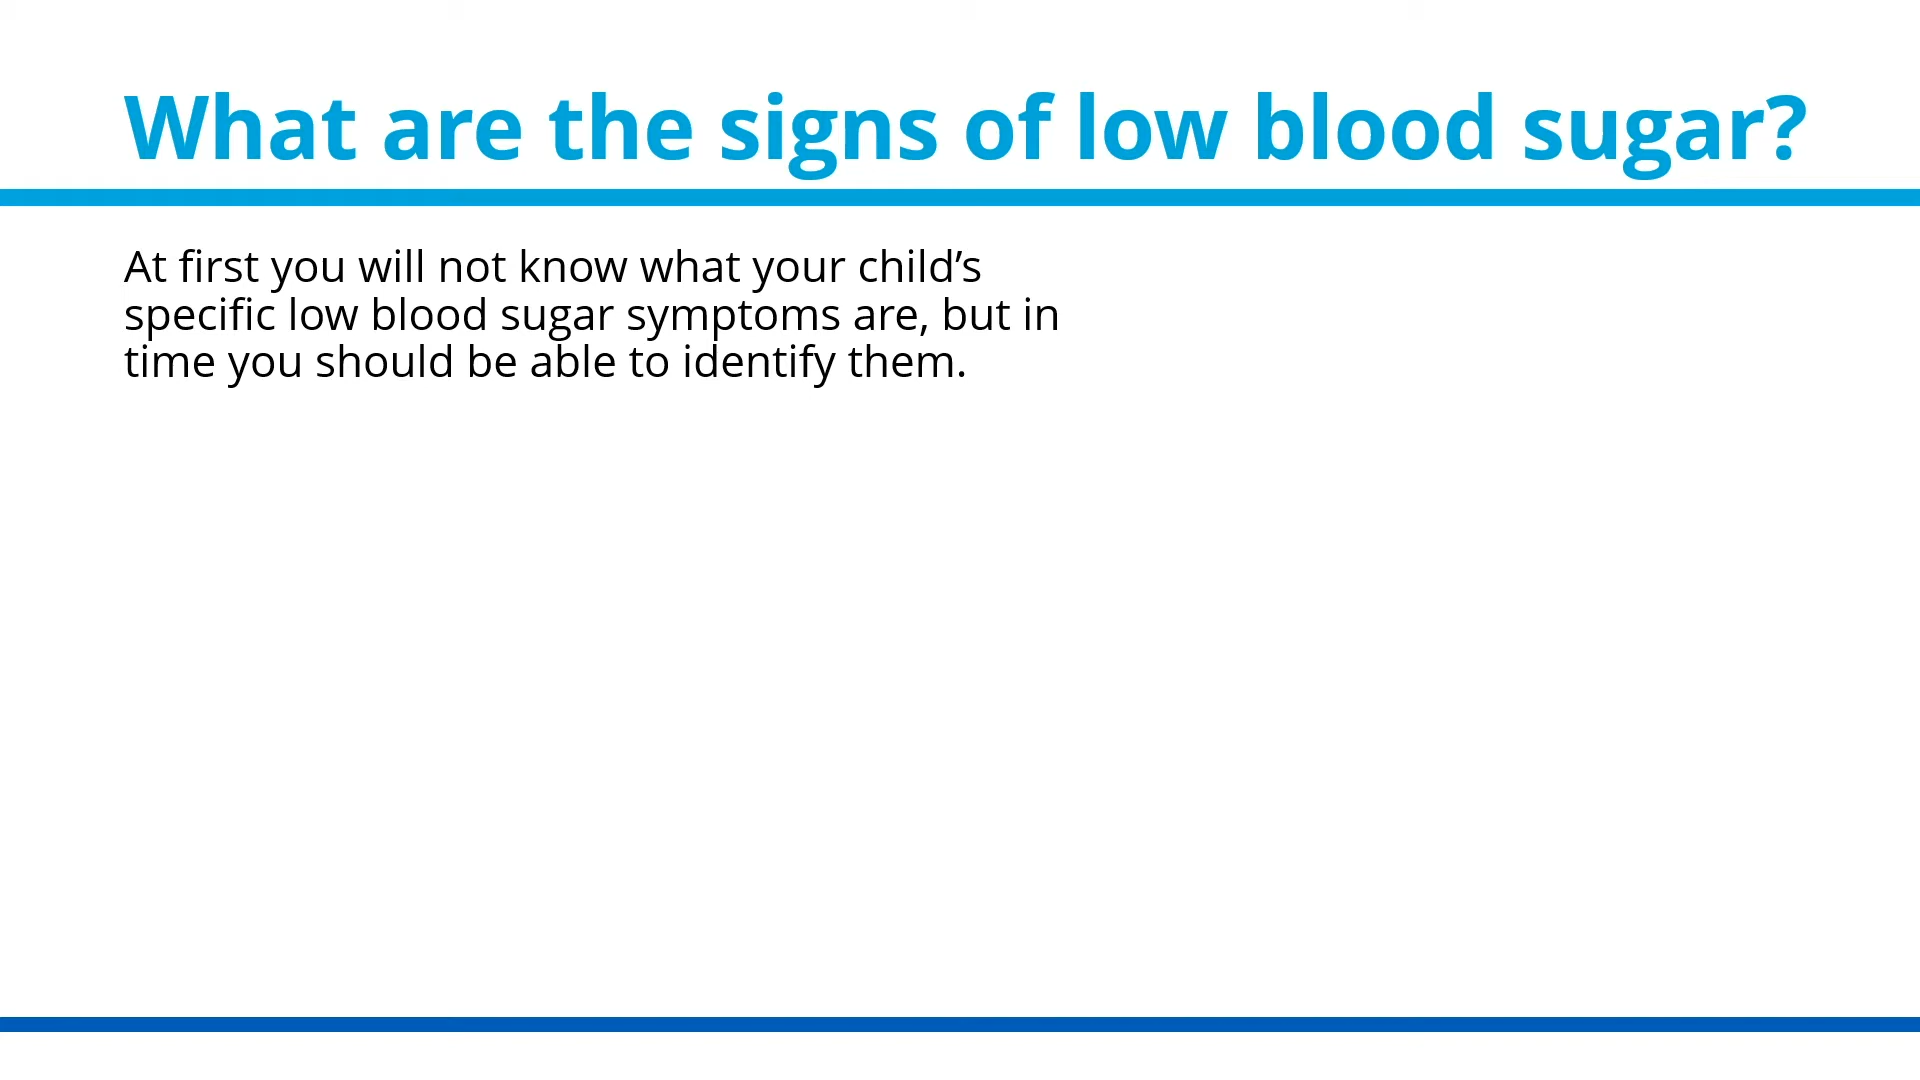 What are the signs of low blood sugar?
At first you will not know what your child’s
specific low blood sugar symptoms are, but in
time you should be able to identify them.